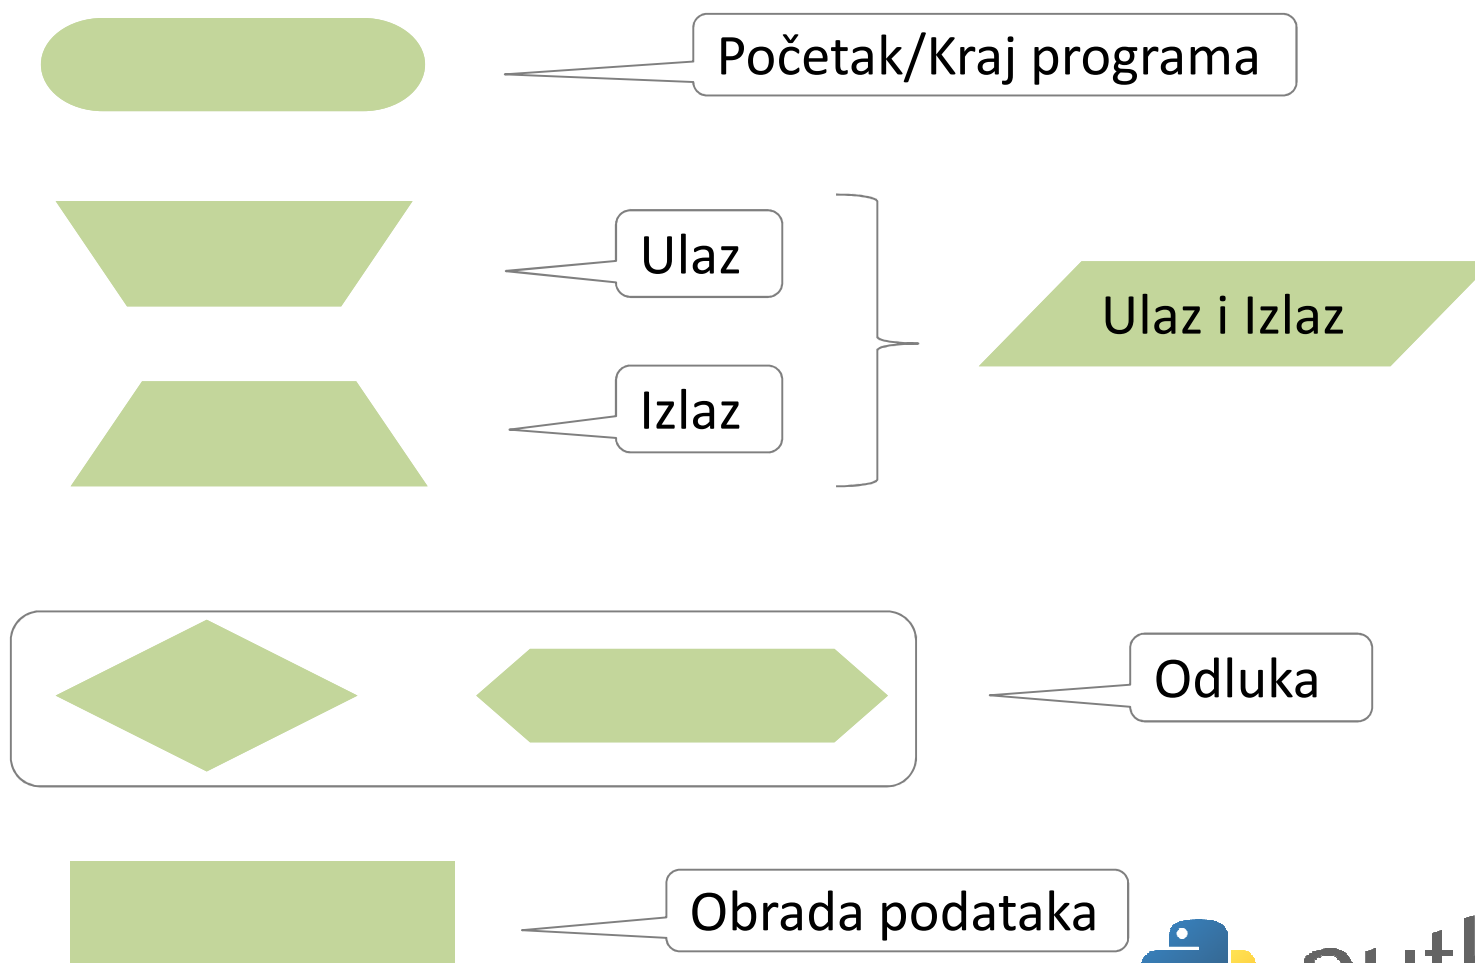 Početak/Kraj programa
Ulaz
Ulaz i Izlaz
Izlaz
Odluka
Obrada podataka